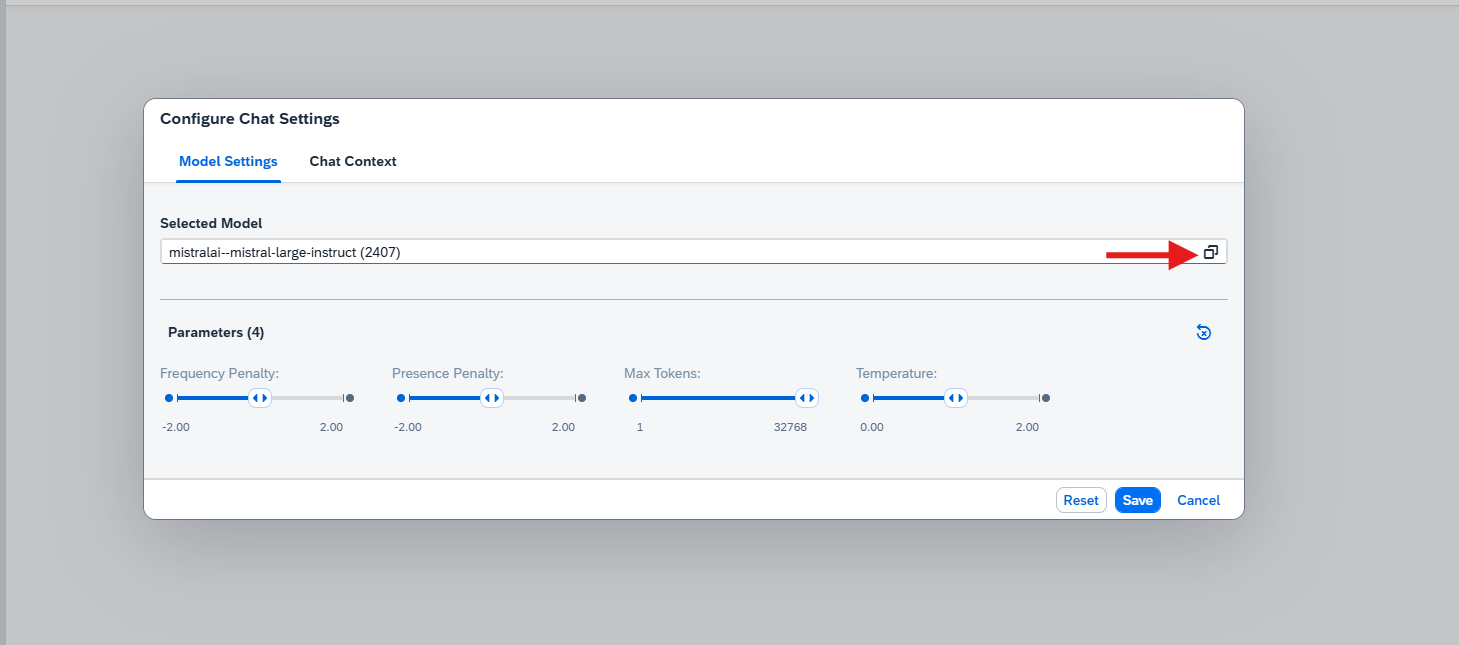 Configure Chat Settings
Model Settings Chat Context
Selected Model
mistralai--mistral-large-instruct (2407)
Parameters (4)
Frequency Penalty: Presence Penalty: Max Tokens: Temperature:
-2.00 2.00 -2.00 2.00 1 32768 0.00 2.00
Reset Save Cancel